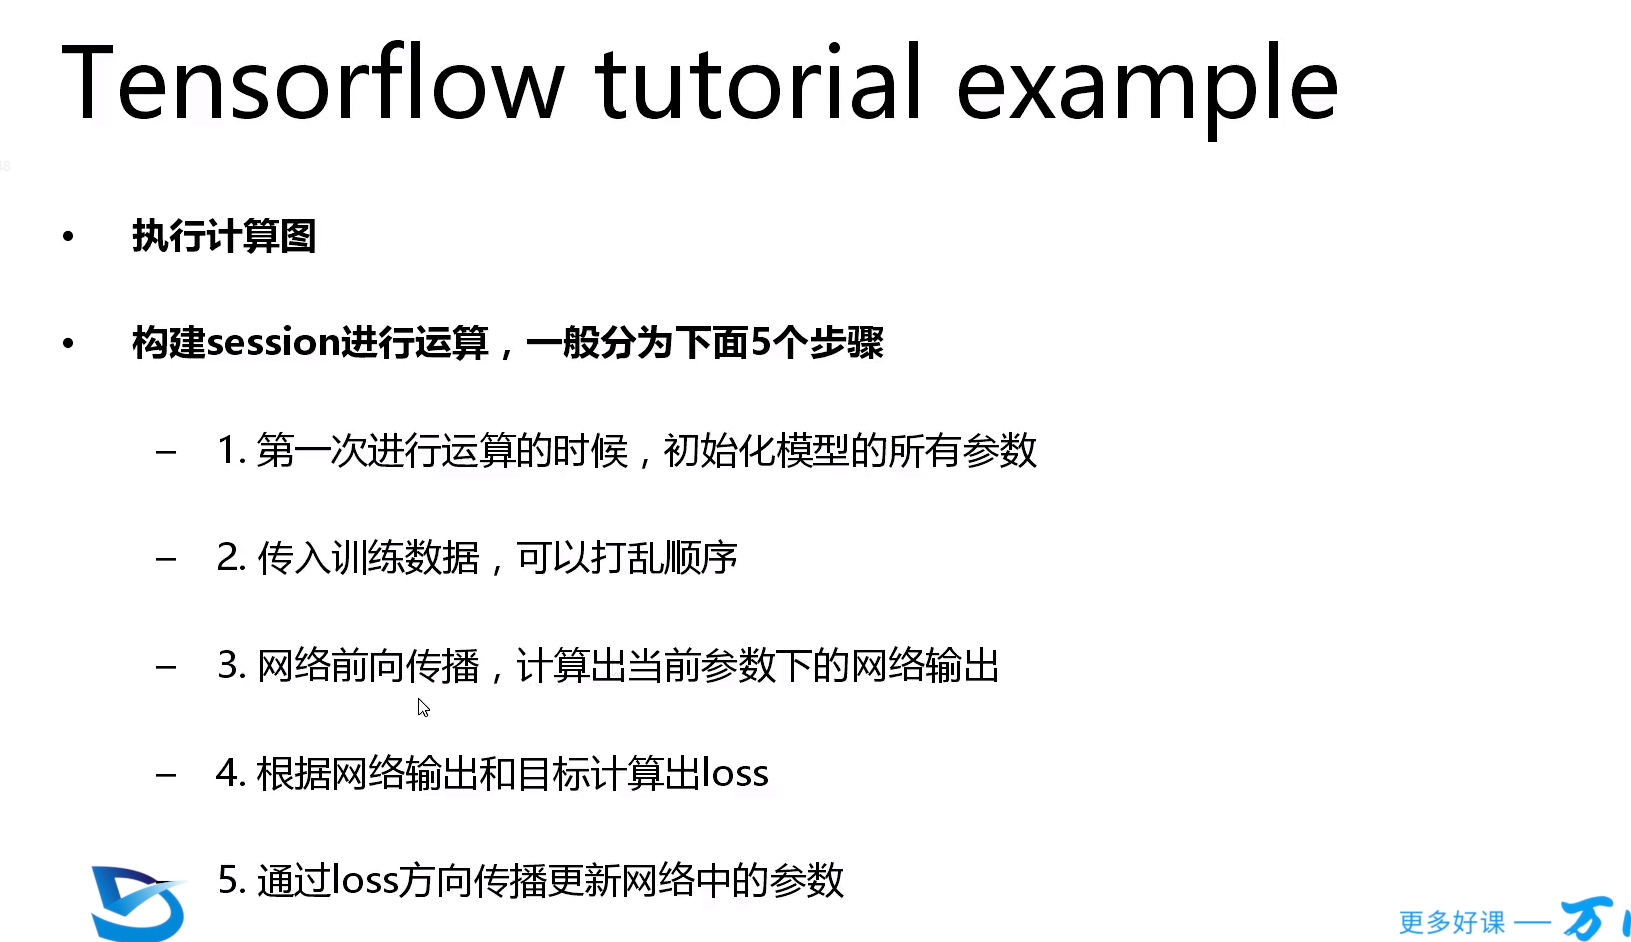 Tensorflow tutorial example
• 执行计算图
• 构建session进行运算，一般分为下面5个步骤
– 1. 第一次进行运算的时候，初始化模型的所有参数
– 2. 传入训练数据，可以打乱顺序
– 3. 网络前向传播，计算出当前参数下的网络输出
– 4. 根据网络输出和目标计算出loss
– 5. 通过loss方向传播更新网络中的参数
更多好课 — 万